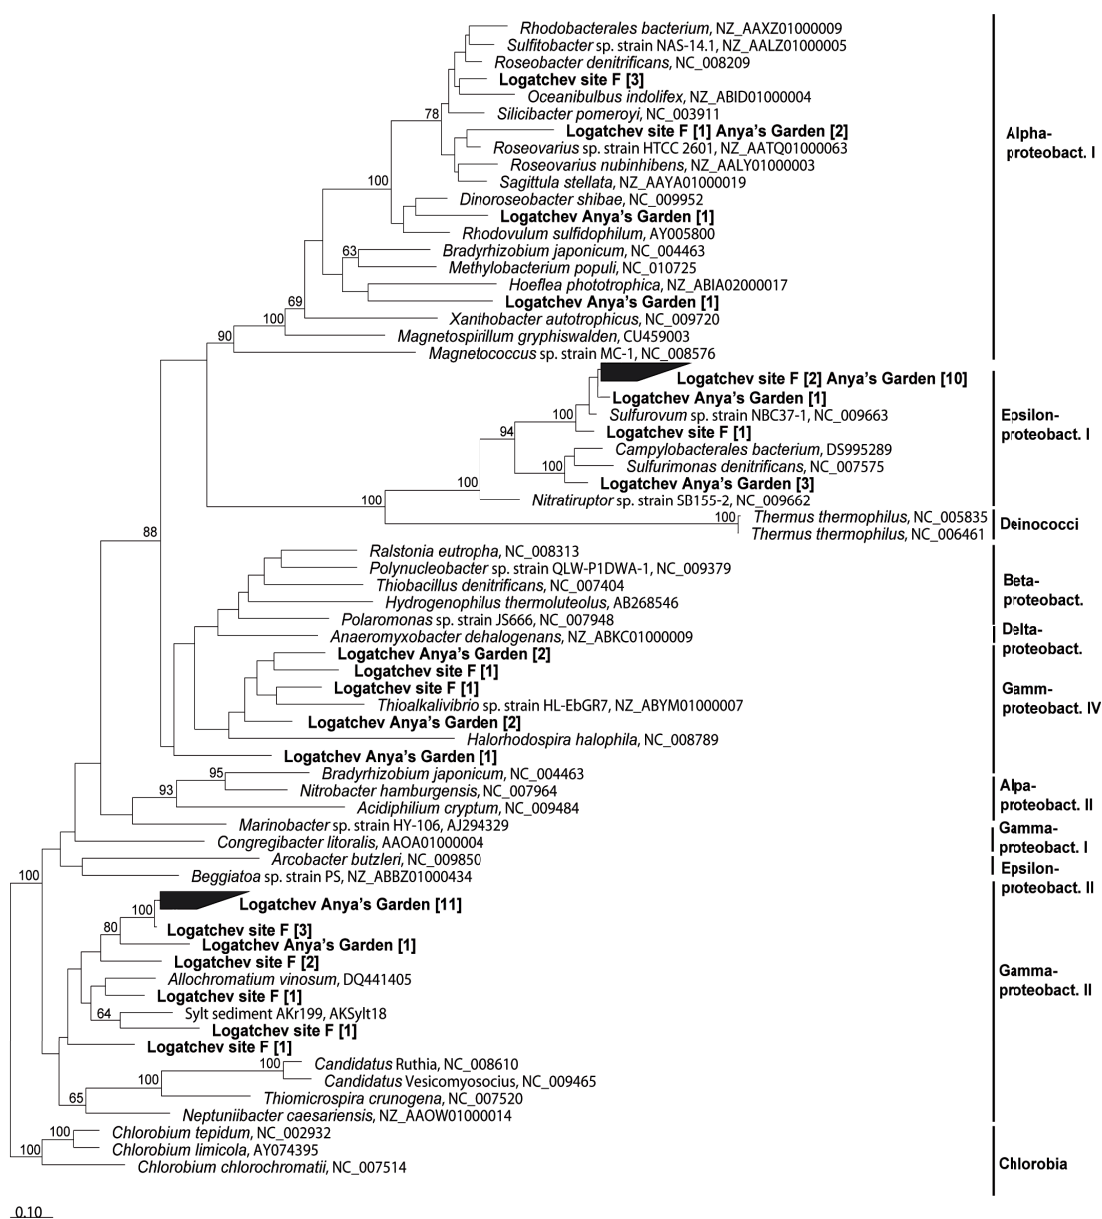 Rhodobacterales bacterium, NZ_AAXZ01000009
Sulfitobacter sp. strain NAS-14.1, NZ_AALZ01000005
Roseobacter denitrificans, NC_008209
Logatchev site F [3]
Oceanibulbus indolifex, NZ_ABID01000004
Silicibacter pomeroyi, NC_003911
78
Logatchev site F [1] Anya's Garden [2]
Roseovarius sp. strain HTCC 2601, NZ_AATQ01000063
Roseovarius nubinhibens, NZ_AALY01000003
Sagittula stellata, NZ_AAYA01000019
100
Dinoroseobacter shibae, NC_009952
Logatchev Anya's Garden [1]
Rhodovulum sulfidophilum, AY005800
63
Bradyrhizobium japonicum, NC_004463
Methylobacterium populi, NC_010725
Hoeflea phototrophica, NZ_ABIA02000017
Logatchev Anya's Garden [1]
69
Xanthobacter autotrophicus, NC_009720
100
Magnetospirillum gryphiswalden, CU459003
90
Magnetococcus sp. strain MC-1, NC_008576
Alpha-
proteobact. I
Logatchev site F [2] Anya's Garden [10]
Logatchev Anya's Garden [1]
100
Sulfurovum sp. strain NBC37-1, NC_009663
94
Logatchev site F [1]
Campylobacterales bacterium, DS995289
100
Sulfurimonas denitrificans, NC_007575
Logatchev Anya's Garden [3]
100
Nitratiruptor sp. strain SB155-2, NC_009662
Epsilon-
proteobact. I
100
100
Thermus thermophilus, NC_005835
Thermus thermophilus, NC_006461
Deinococci
88
Ralstonia eutropha, NC_008313
Polynucleobacter sp. strain QLW-P1DWA-1, NC_009379
Thiobacillus denitrificans, NC_007404
Hydrogenophilus thermoluteolus, AB268546
Polaromonas sp. strain JS666, NC_007948
Beta-
proteobact.
Anaeromyxobacter dehalogenans, NZ_ABKC01000009
Delta-
proteobact.
Logatchev Anya's Garden [2]
Logatchev site F [1]
Logatchev site F [1]
Thioalkalivibrio sp. strain HL-EbGR7, NZ_ABYM01000007
Logatchev Anya's Garden [2]
Halorhodospira halophila, NC_008789
Logatchev Anya's Garden [1]
Gamm-
proteobact. IV
95
Bradyrhizobium japonicum, NC_004463
93
Nitrobacter hamburgensis, NC_007964
Acidiphilium cryptum, NC_009484
Alpa-
proteobact. II
Marinobacter sp. strain HY-106, AJ294329
Congregibacter litoralis, AAOA01000004
Gamma-
proteobact. I
Arcobacter butzleri, NC_009850
Beggiatoa sp. strain PS, NZ_ABBZ01000434
Epsilon-
proteobact. II
100
100
Logatchev Anya's Garden [11]
80
Logatchev site F [3]
Logatchev Anya's Garden [1]
Logatchev site F [2]
Allochromatium vinosum, DQ441405
Logatchev site F [1]
64
Sylt sediment AKr199, AKSylt18
Logatchev site F [1]
Logatchev site F [1]
100
Candidatus Ruthia, NC_008610
100
Candidatus Vesicomyosocius, NC_009465
65
Thiomicrospira crunogena, NC_007520
Neptuniibacter caesariensis, NZ_AAOW01000014
Gamma-
proteobact. II
100
Chlorobium tepidum, NC_002932
100
Chlorobium limicola, AY074395
Chlorobium chlorochromatii, NC_007514
Chlorobia
0.10